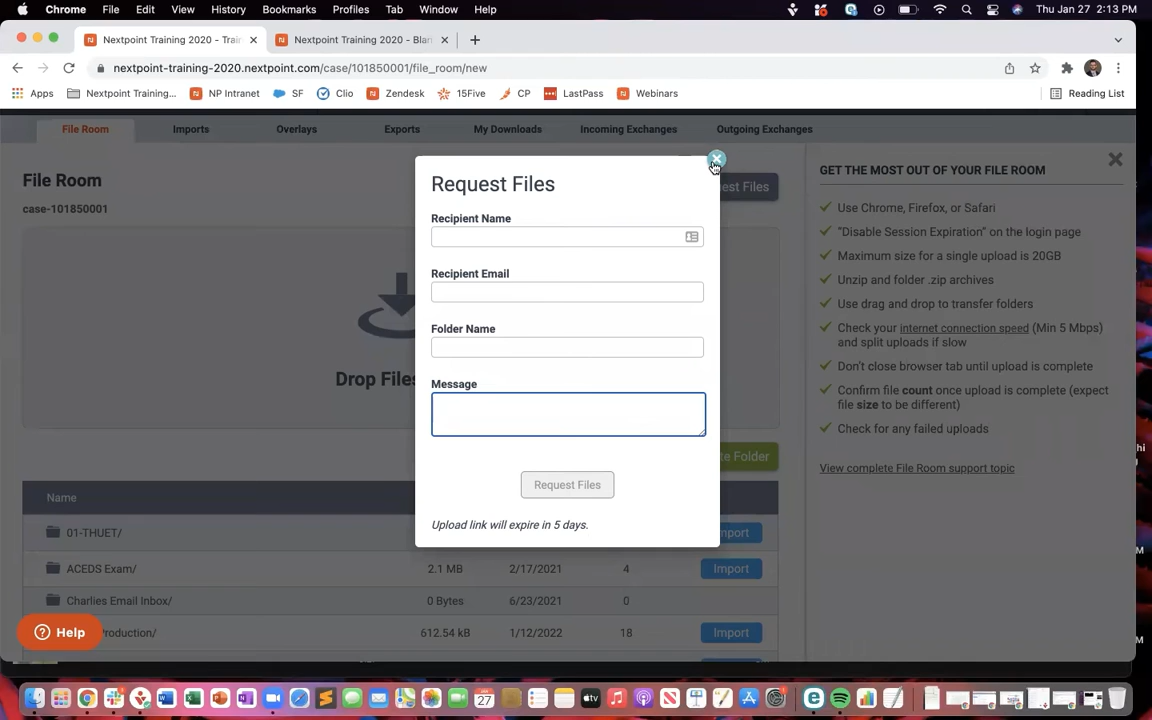 Chrome File Edit View History Bookmarks Profiles Tab Window Help Thu Jan 27 2:13 PM
Nextpoint Training 2020 - Train Nextpoint Training 2020 - Blan
nextpoint-training-2020.nextpoint.com/case/101850001/file_room/new
Apps Nextpoint Training... NP Intranet SF Clio Zendesk 15Five CP LastPass Webinars Reading List
File Room Imports Overlays Exports My Downloads Incoming Exchanges Outgoing Exchanges
File Room
case-101850001
est Files
Drop Files
te Folder
Name
01-THUET/ mport
ACEDS Exam/ 2.1 MB 2/17/2021 4 Import
Charlies Email Inbox/ 0 Bytes 6/23/2021 0
Production/ 612.54 kB 1/12/2022 18 Import
Help
Request Files
Recipient Name
Recipient Email
Folder Name
Message
Request Files
Upload link will expire in 5 days.
GET THE MOST OUT OF YOUR FILE ROOM
Use Chrome, Firefox, or Safari
"Disable Session Expiration" on the login page
Maximum size for a single upload is 20GB
Unzip and folder .zip archives
Use drag and drop to transfer folders
Check your internet connection speed (Min 5 Mbps)
and split uploads if slow
Don't close browser tab until upload is complete
Confirm file count once upload is complete (expect
file size to be different)
Check for any failed uploads
View complete File Room support topic